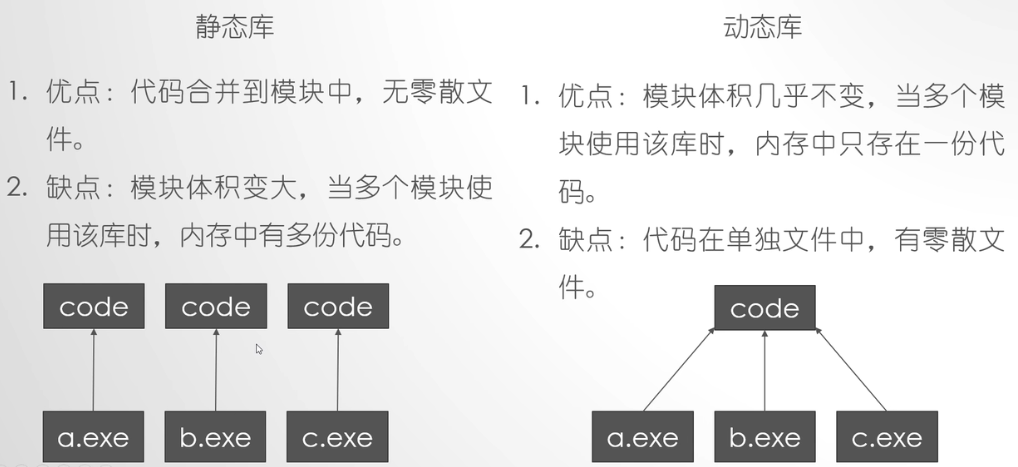 静态库
1. 优点：代码合并到模块中，无零散文
件。
2. 缺点：模块体积变大，当多个模块使
用该库时，内存中有多份代码。
code code code
a.exe b.exe c.exe
动态库
1. 优点：模块体积几乎不变，当多个模
块使用该库时，内存中只存在一份代
码。
2. 缺点：代码在单独文件中，有零散文
件。
code
a.exe b.exe c.exe